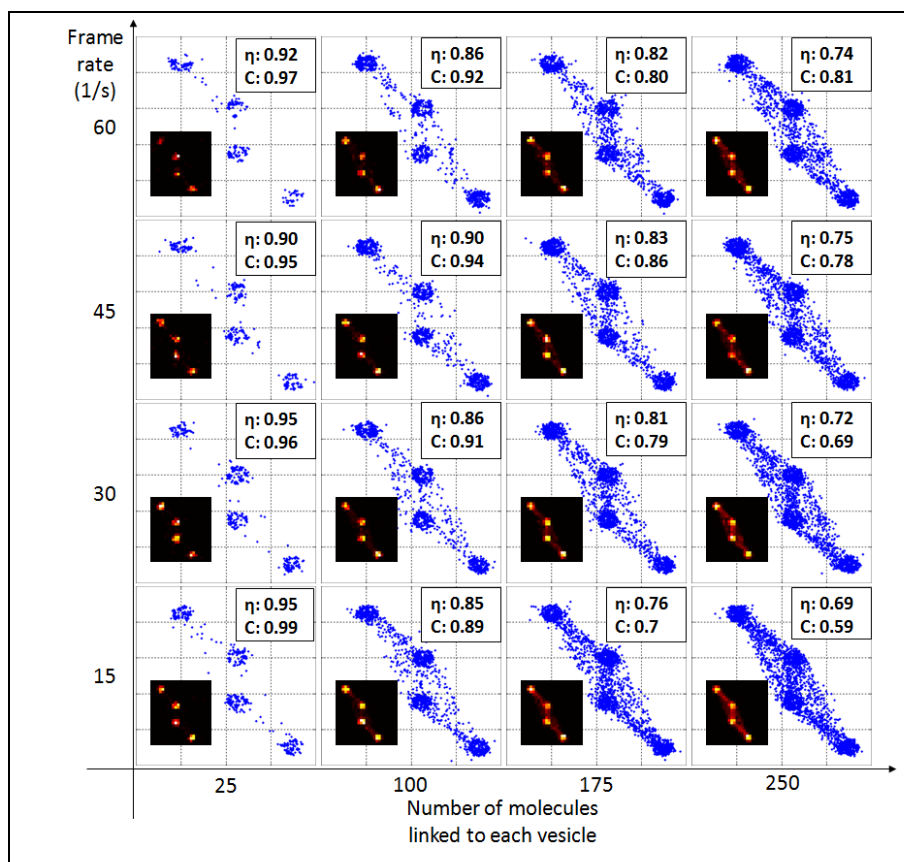 Frame
rate
(1/s)
60
η: 0.92
C: 0.97
η: 0.86
C: 0.92
η: 0.82
C: 0.80
η: 0.74
C: 0.81
45
η: 0.90
C: 0.95
η: 0.90
C: 0.94
η: 0.83
C: 0.86
η: 0.75
C: 0.78
30
η: 0.95
C: 0.96
η: 0.86
C: 0.91
η: 0.81
C: 0.79
η: 0.72
C: 0.69
15
η: 0.95
C: 0.99
η: 0.85
C: 0.89
η: 0.76
C: 0.7
η: 0.69
C: 0.59
25 100 175 250
Number of molecules
linked to each vesicle